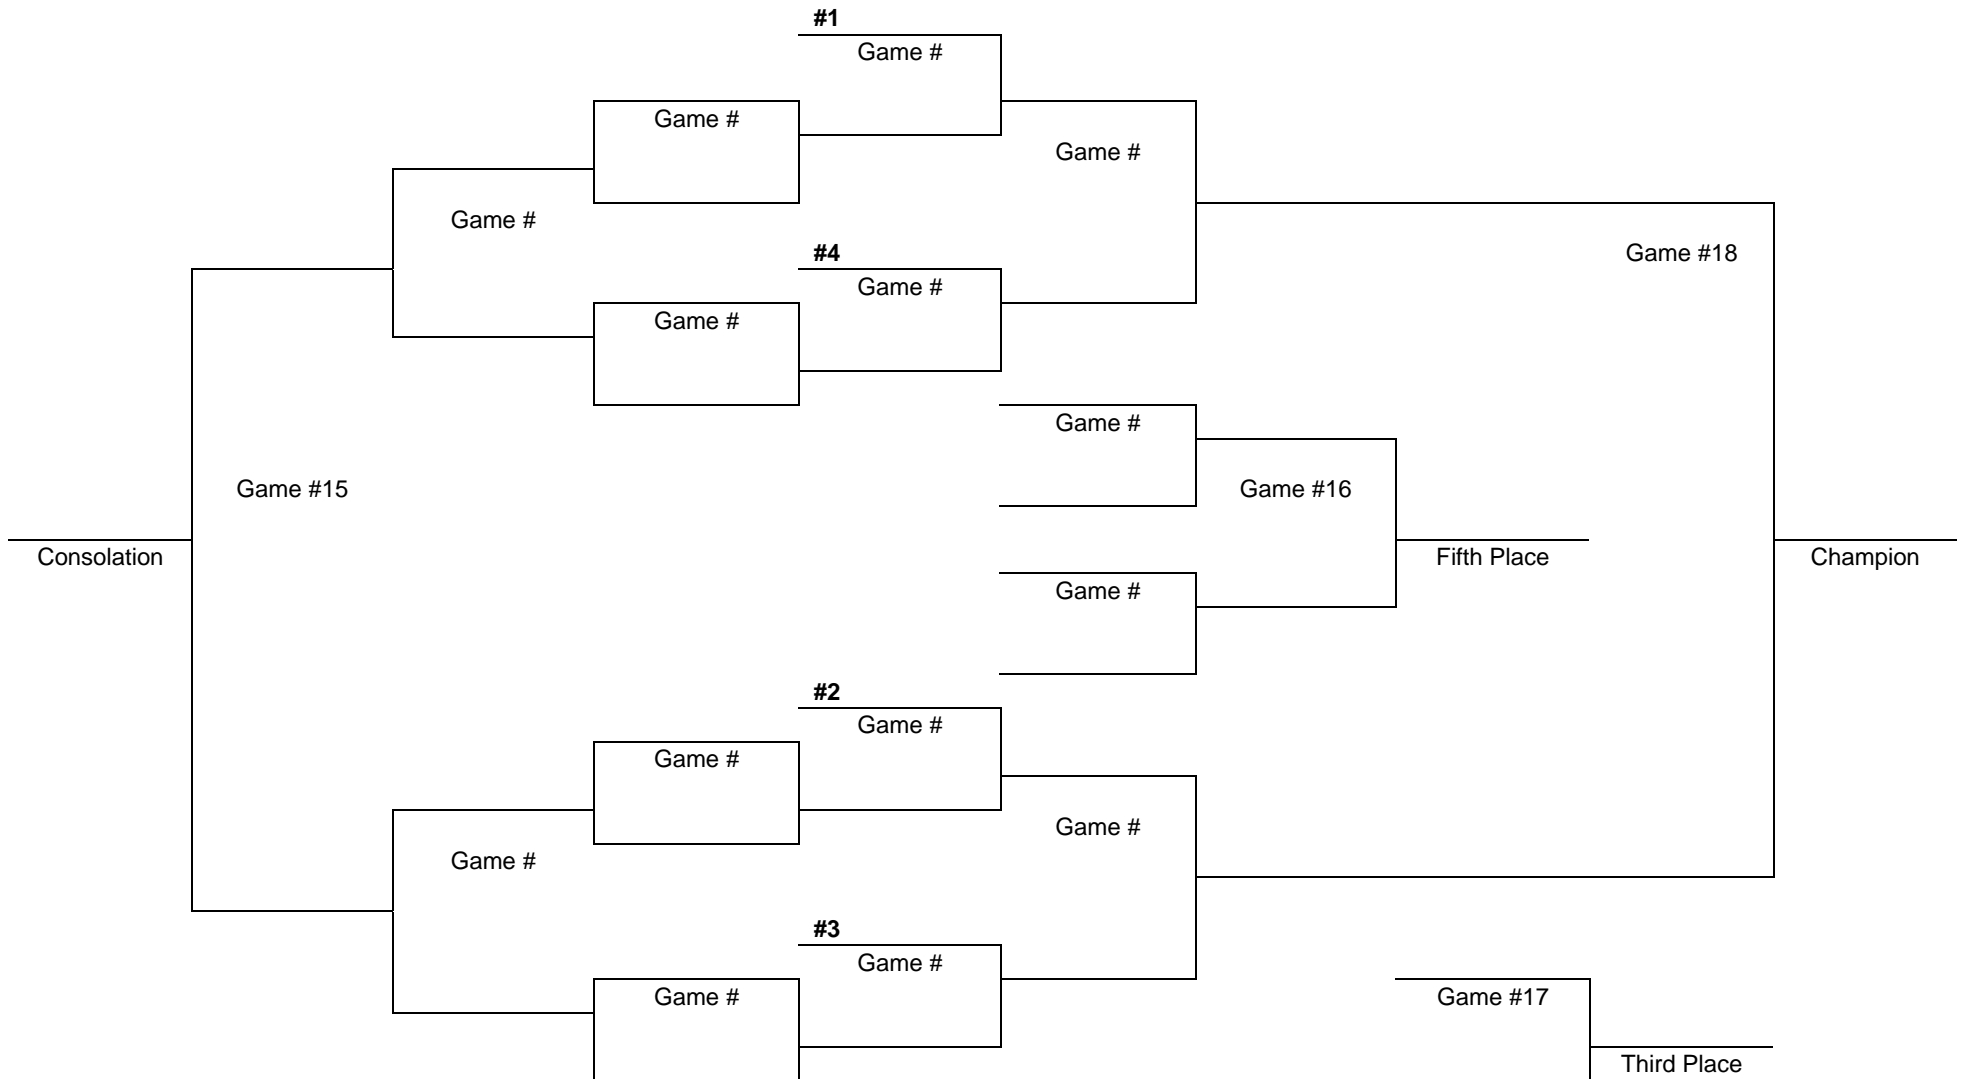 #1
Game #
Game #
Game #
Game #
#4
Game #18
Game #
Game #
Game #
Game #15
Game #16
Consolation
Fifth Place
Champion
Game #
#2
Game #
Game #
Game #
Game #
#3
Game #
Game #
Game #17
Third Place